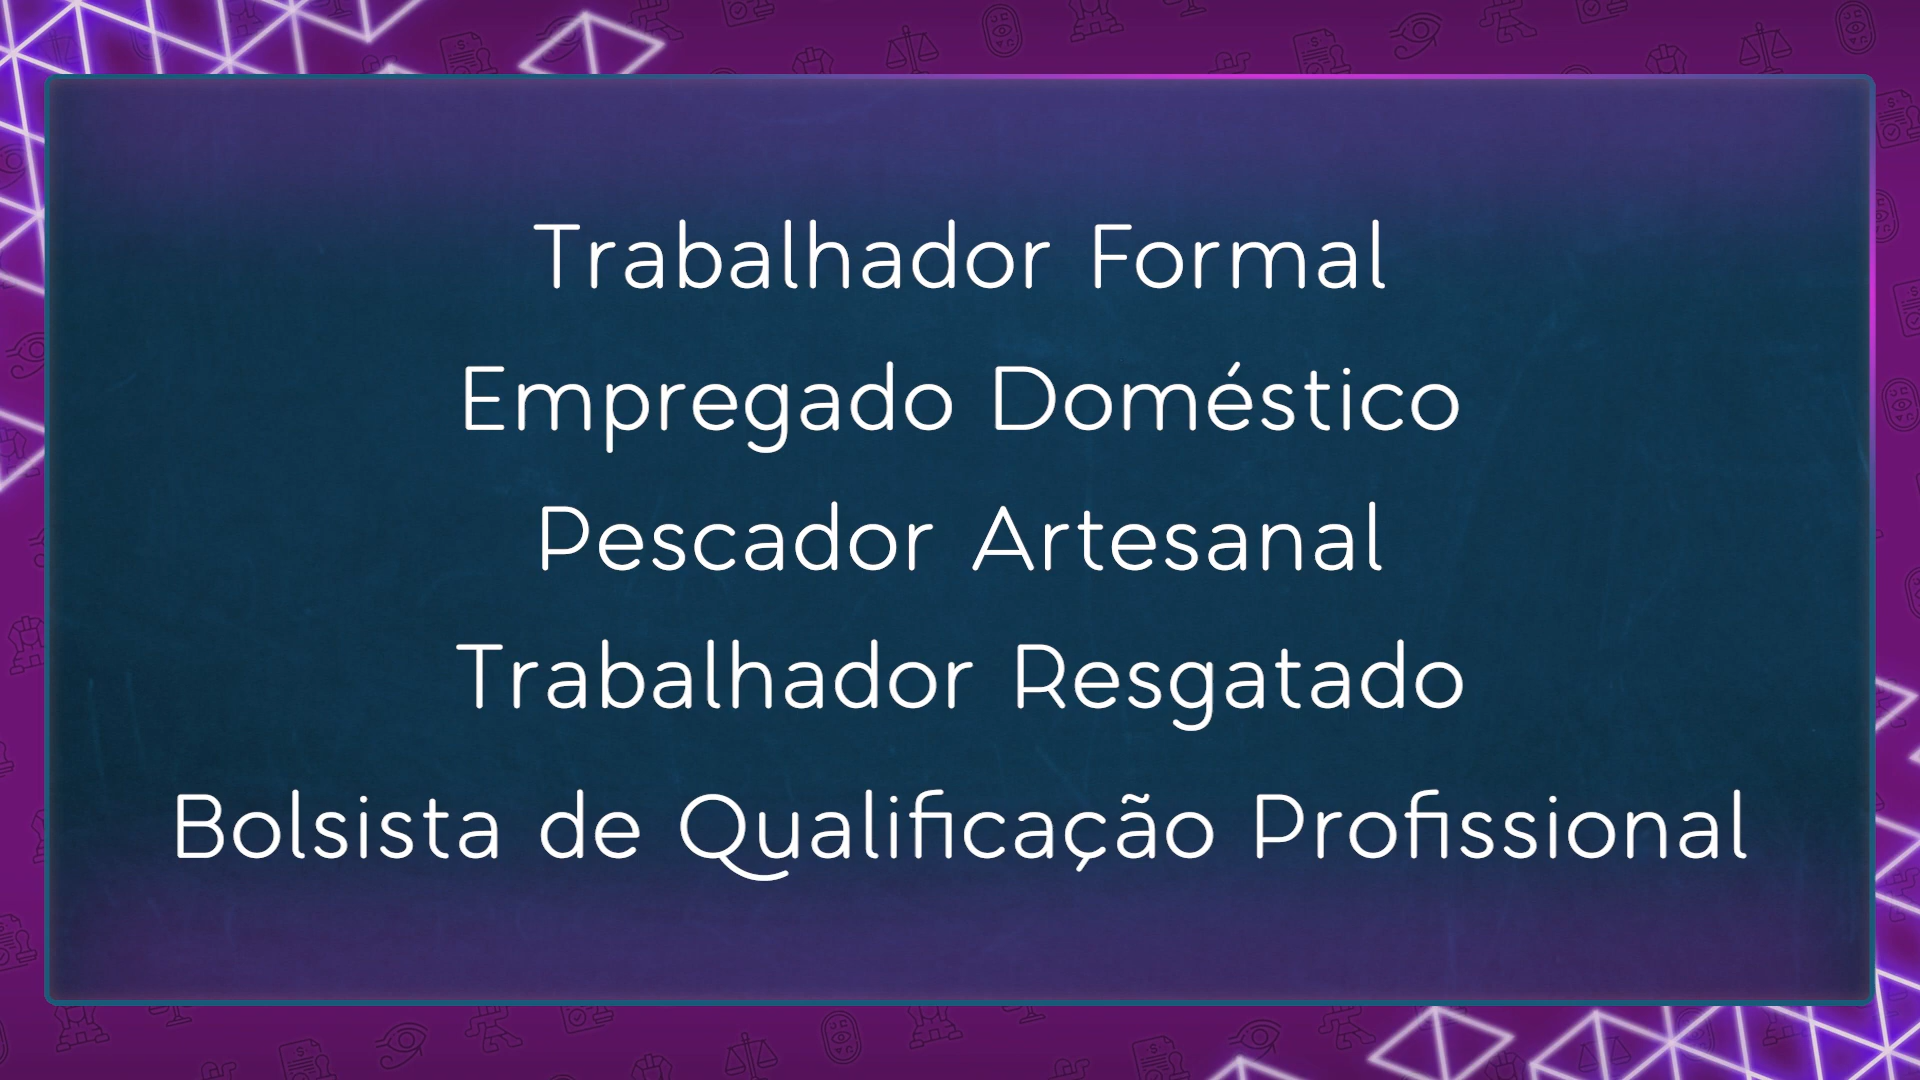 Trabalhador Formal
Empregado Doméstico
Pescador Artesanal
Trabalhador Resgatado
Bolsista de Qualificação Profissional